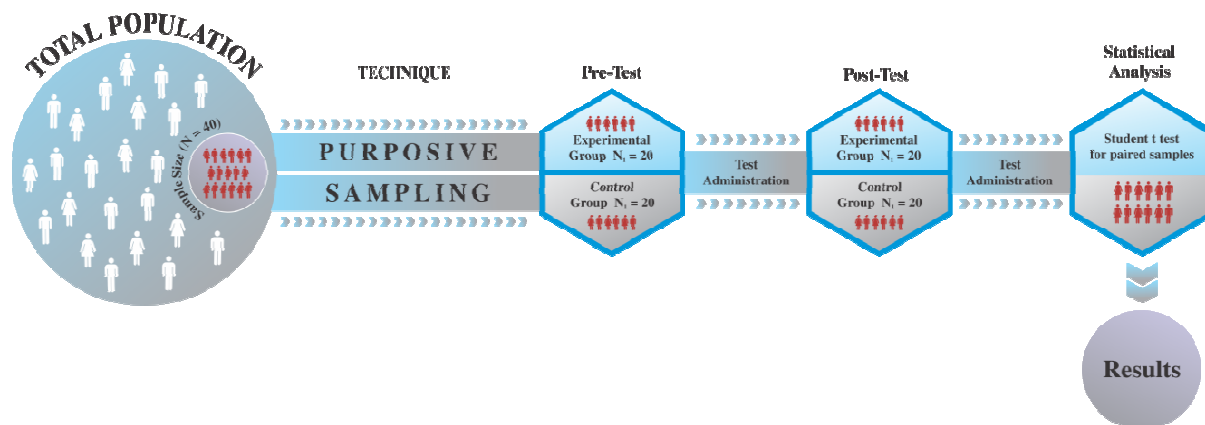 TOTAL POPULATION
Sample Size (N = 40)
TECHNIQUE
PURPOSIVE
SAMPLING
Pre-Test
Experimental
Group N₁ = 20
Control
Group N₁ = 20
Test
Administration
Post-Test
Experimental
Group N₁ = 20
Control
Group N₁ = 20
Test
Administration
Statistical
Analysis
Student t test
for paired samples
Results